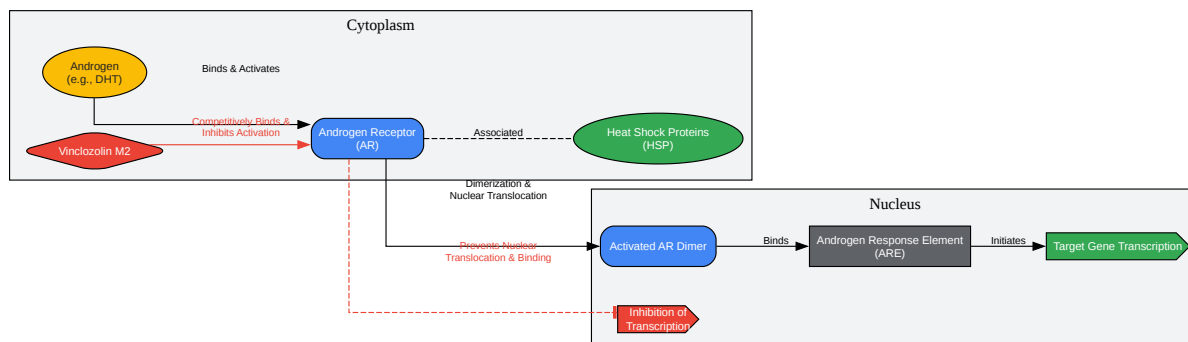 Cytoplasm
Androgen
(e.g., DHT)
Binds & Activates
Competitively Binds &
Inhibits Activation
Vinclozolin M2
Androgen Receptor
(AR)
Associated
Heat Shock Proteins
(HSP)
Dimerization &
Nuclear Translocation
Nucleus
Prevents Nuclear
Translocation & Binding
Activated AR Dimer
Binds
Androgen Response Element
(ARE)
Initiates
Target Gene Transcription
Inhibition of
Transcription